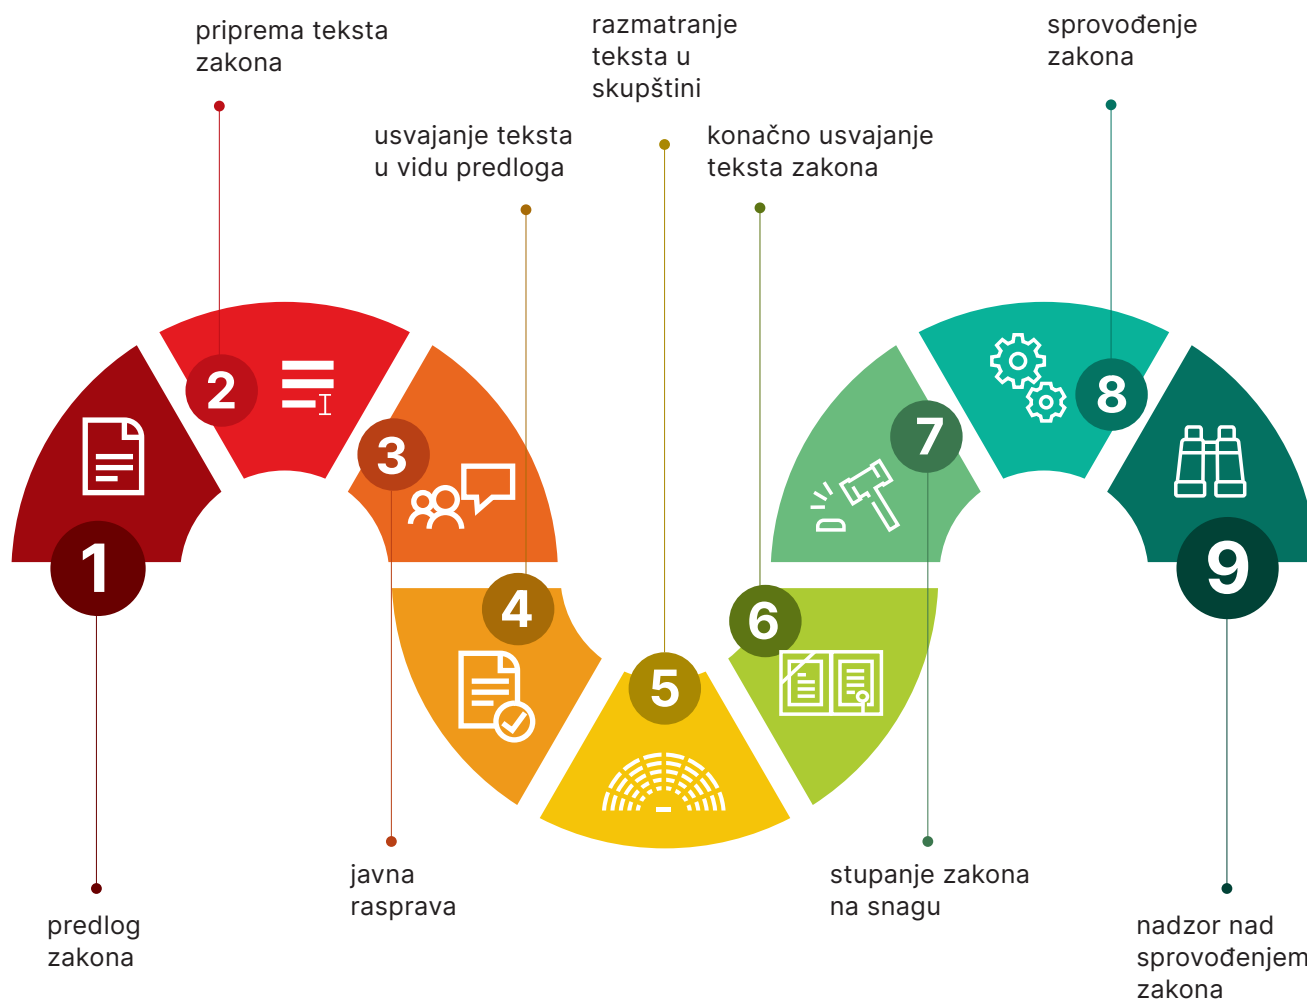 priprema teksta
zakona
razmatranje
teksta u
skupštini
sprovođenje
zakona
usvajanje teksta
u vidu predloga
konačno usvajanje
teksta zakona
2
8
3
7
1
9
4
6
5
javna
rasprava
stupanje zakona
na snagu
predlog
zakona
nadzor nad
sprovođenjem
zakona